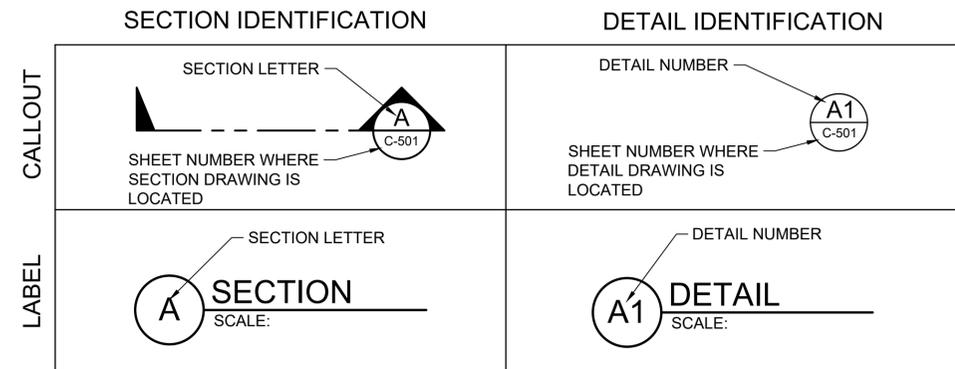 SECTION IDENTIFICATION
DETAIL IDENTIFICATION
CALLOUT
SECTION LETTER
A
C-501
SHEET NUMBER WHERE
SECTION DRAWING IS
LOCATED
DETAIL NUMBER
A1
C-501
SHEET NUMBER WHERE
DETAIL DRAWING IS
LOCATED
LABEL
SECTION LETTER
A
SECTION
SCALE:
DETAIL NUMBER
A1
DETAIL
SCALE: